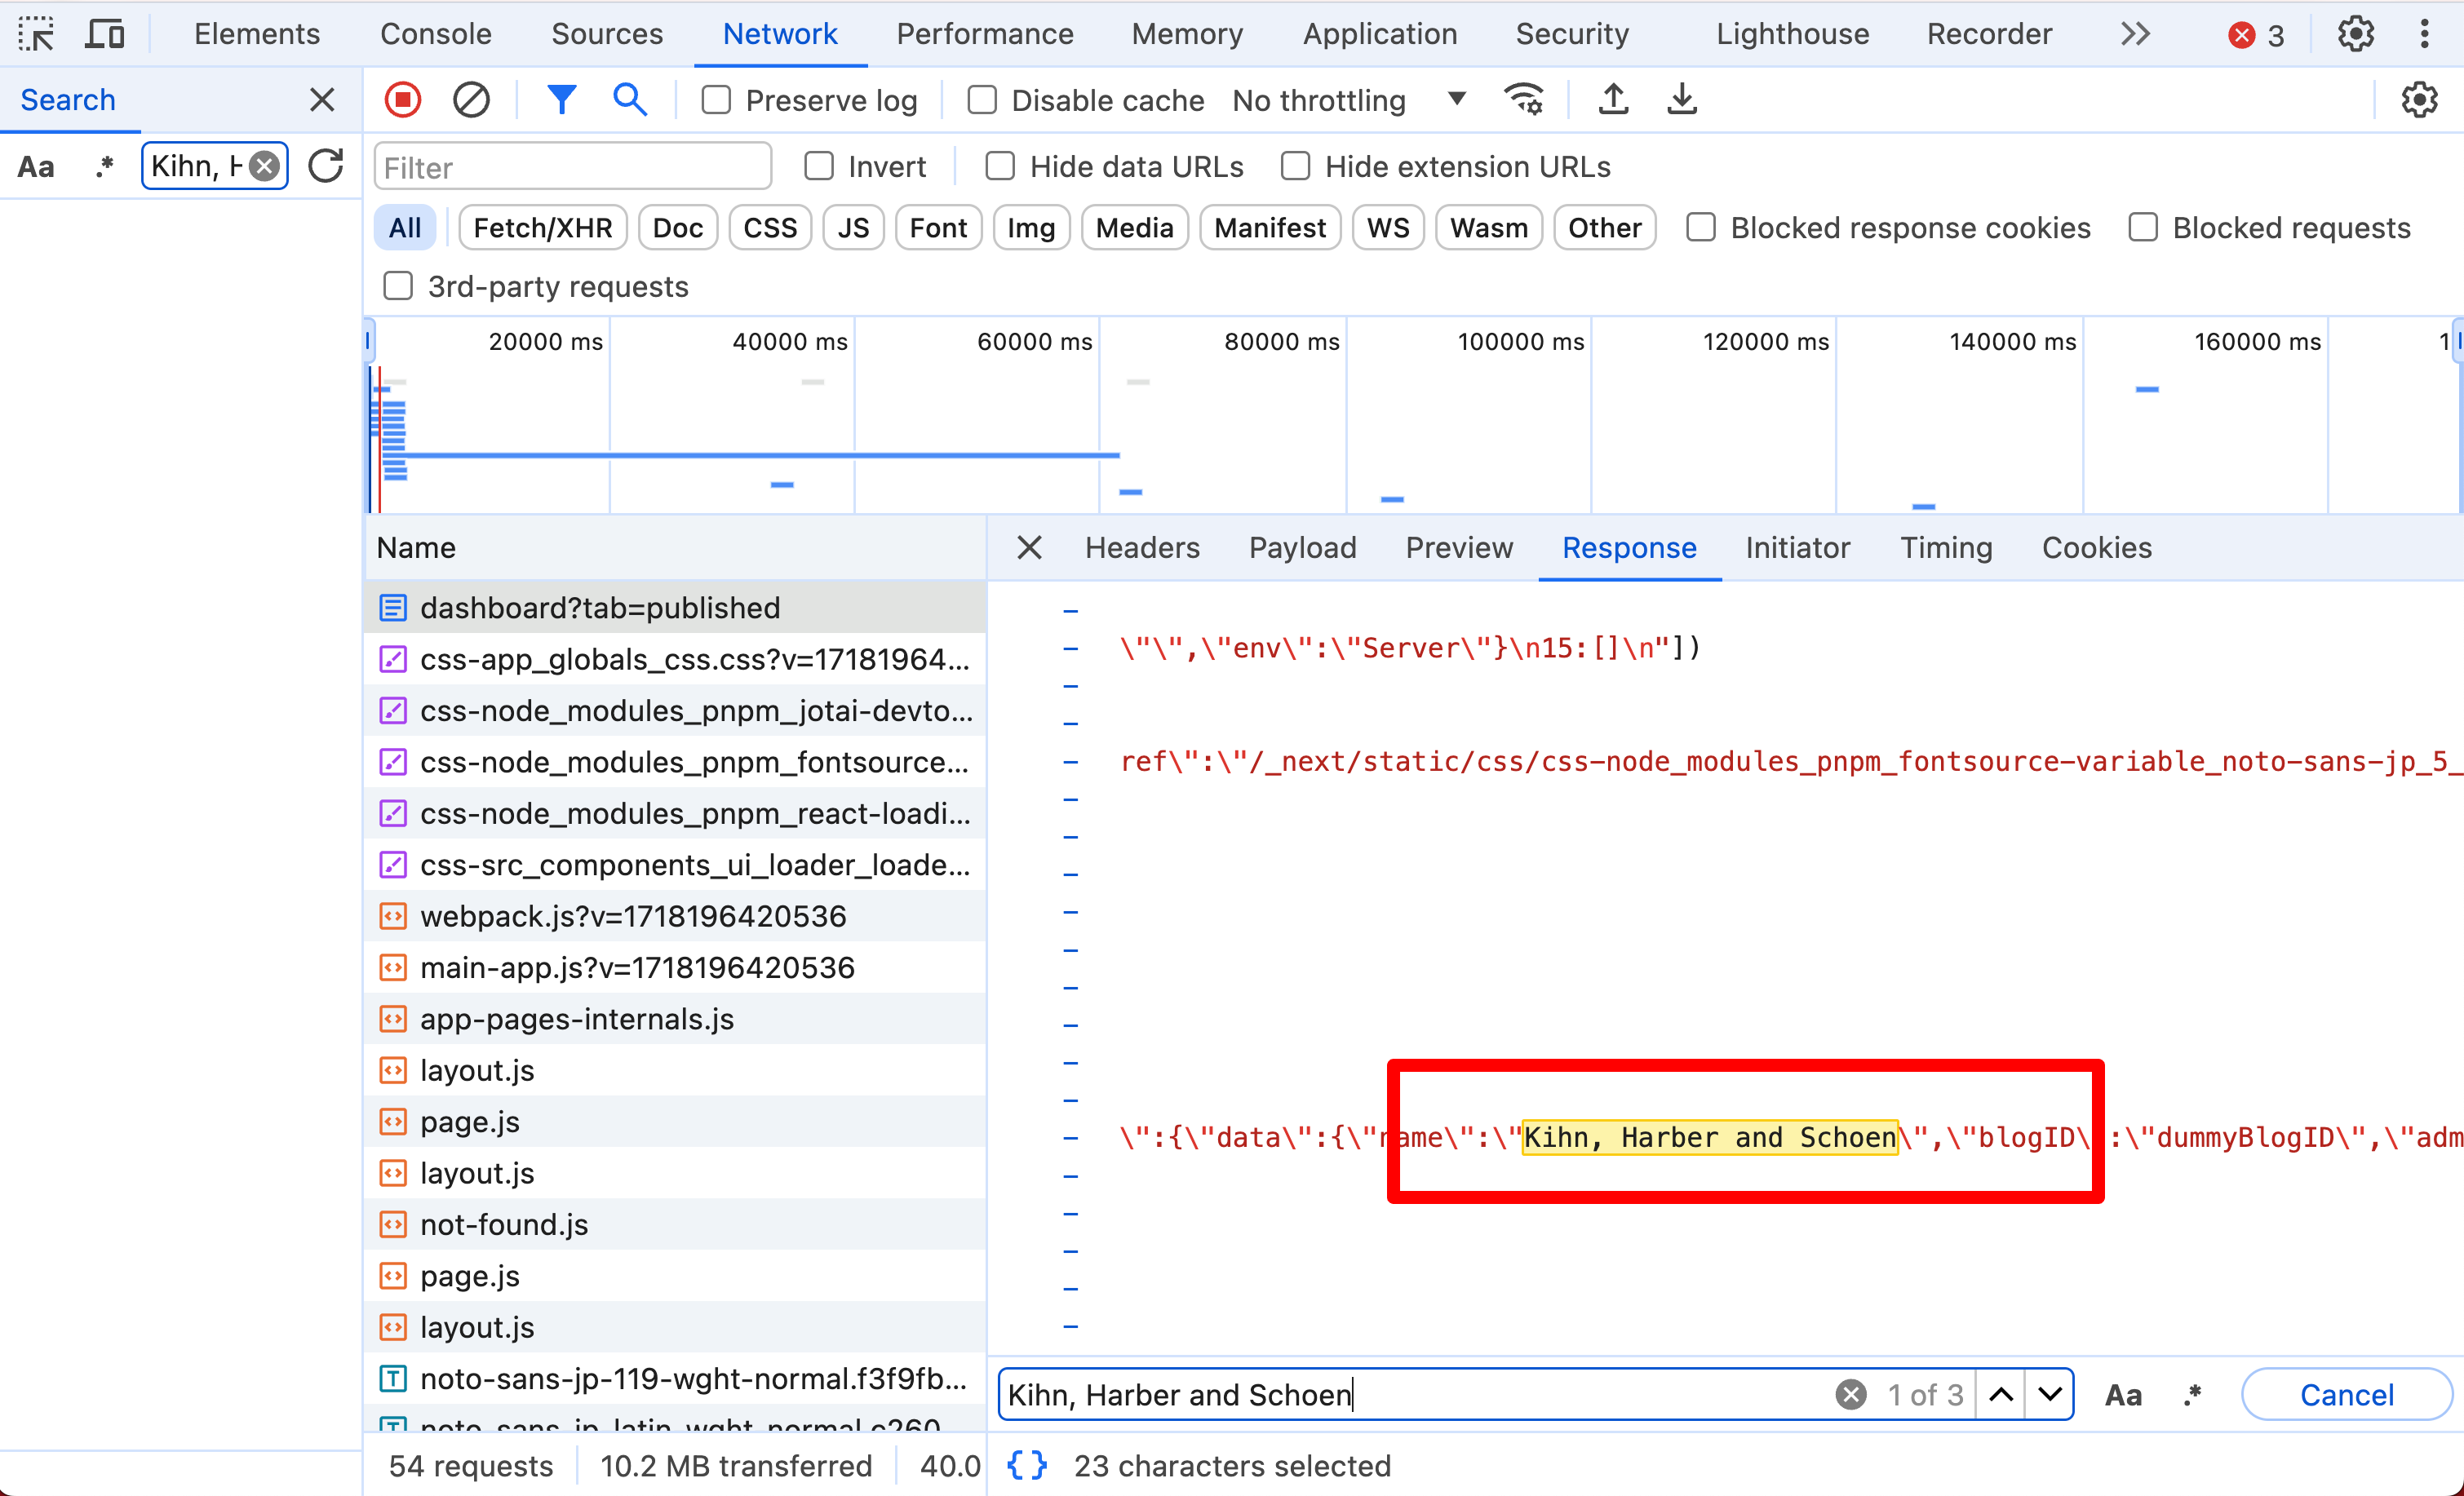 Elements Console Sources Network Performance Memory Application Security Lighthouse Recorder 3
Search
Preserve log Disable cache No throttling
Aa .* Kihn, H
Filter Invert Hide data URLs Hide extension URLs
All Fetch/XHR Doc CSS JS Font Img Media Manifest WS Wasm Other Blocked response cookies Blocked requests
3rd-party requests
20000 ms 40000 ms 60000 ms 80000 ms 100000 ms 120000 ms 140000 ms 160000 ms 1
Name
Headers Payload Preview Response Initiator Timing Cookies
dashboard?tab=published
css-app_globals_css.css?v=17181964...
css-node_modules_pnpm_jotai-devto...
css-node_modules_pnpm_fontsource...
css-node_modules_pnpm_react-loadi...
css-src_components_ui_loader_loade...
webpack.js?v=1718196420536
main-app.js?v=1718196420536
app-pages-internals.js
layout.js
page.js
layout.js
not-found.js
page.js
layout.js
noto-sans-jp-119-wght-normal.f3f9fb...
-
- \"\",\"env\":\"Server\"}\n15:[]\n"])
-
-
- ref\":\"/_next/static/css/css-node_modules_pnpm_fontsource-variable_noto-sans-jp_5_
-
-
-
-
-
-
-
-
-
- \":{\"data\":{\"name\":\"Kihn, Harber and Schoen\",\"blogID\":\"dummyBlogID\",\"adm
-
-
-
-
-
Kihn, Harber and Schoen 1 of 3 Aa .* Cancel
54 requests 10.2 MB transferred 40.0
{} 23 characters selected